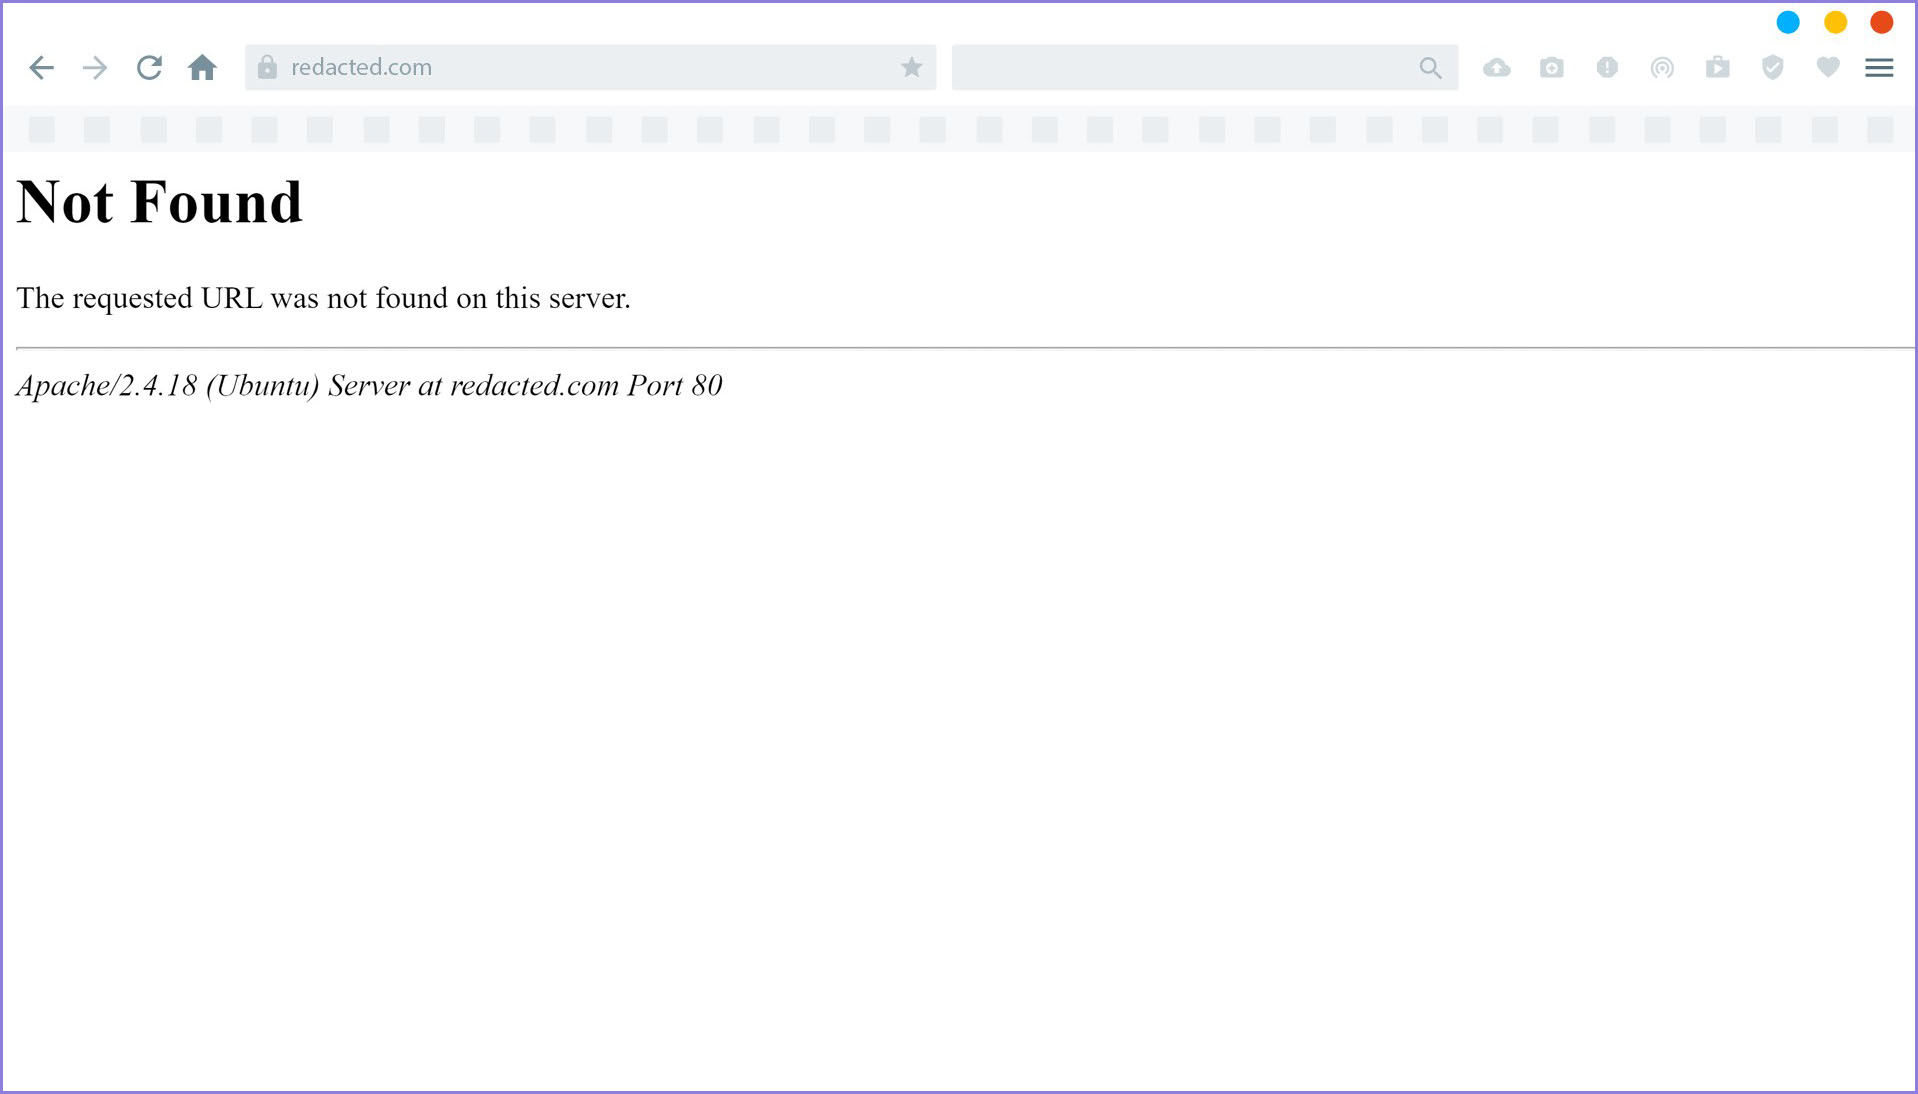 redacted.com
Not Found
The requested URL was not found on this server.
Apache/2.4.18 (Ubuntu) Server at redacted.com Port 80